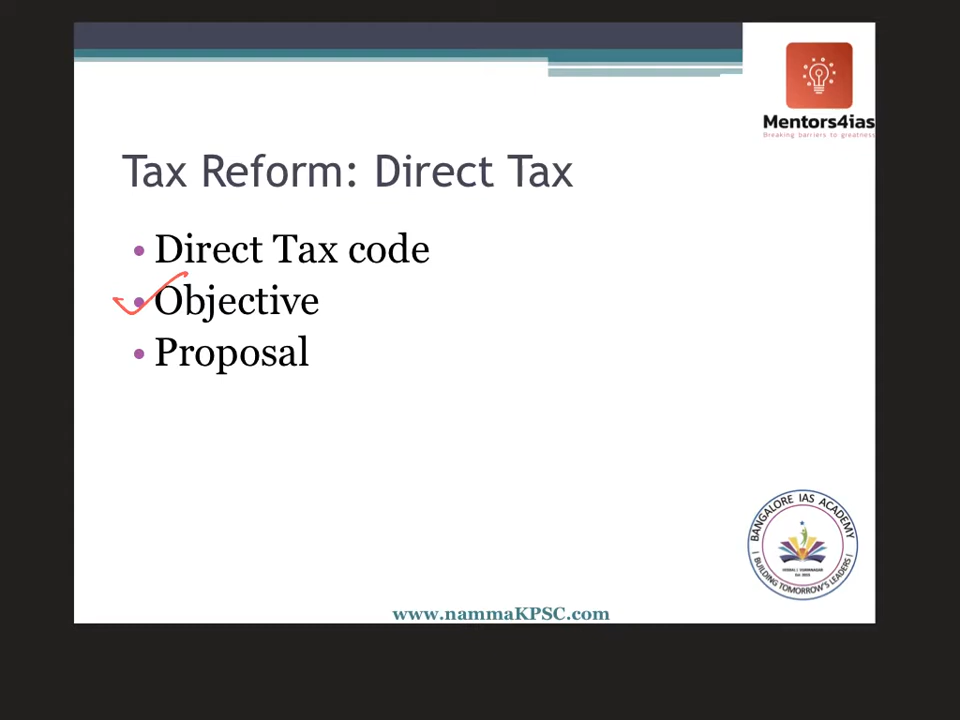 Mentors4ias
Breaking barriers to greatness
Tax Reform: Direct Tax
• Direct Tax code
• Objective
• Proposal
BANGALORE IAS ACADEMY
BUILDING TOMORROW'S LEADERS
www.nammaKPSC.com